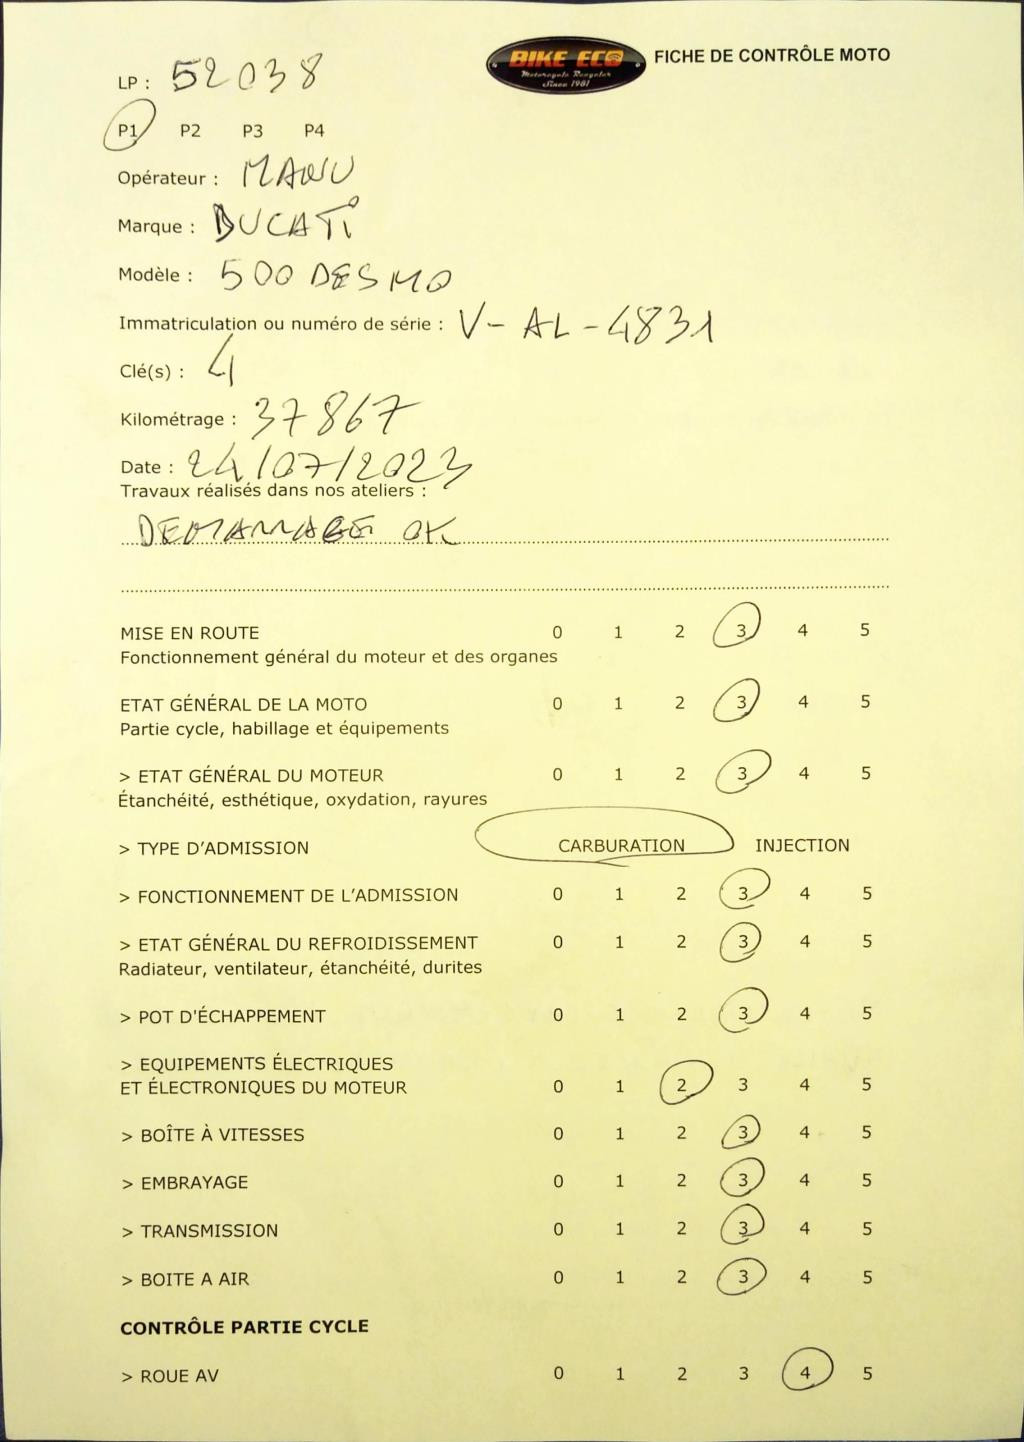 BIKE ECO
Motorcycle Recycler
Since 1981
FICHE DE CONTRÔLE MOTO
LP : 52038
P1 P2 P3 P4
Opérateur : MANU
Marque : DUCATi
Modèle : 500 DESMO
Immatriculation ou numéro de série : V-AL-4831
Clé(s) : 4
Kilométrage : 37867
Date : 24/07/2023
Travaux réalisés dans nos ateliers :
DEMARRAGE OK
MISE EN ROUTE 0 1 2 3 4 5
Fonctionnement général du moteur et des organes
ETAT GÉNÉRAL DE LA MOTO 0 1 2 3 4 5
Partie cycle, habillage et équipements
> ETAT GÉNÉRAL DU MOTEUR 0 1 2 3 4 5
Étanchéité, esthétique, oxydation, rayures
> TYPE D'ADMISSION CARBURATION INJECTION
> FONCTIONNEMENT DE L'ADMISSION 0 1 2 3 4 5
> ETAT GÉNÉRAL DU REFROIDISSEMENT 0 1 2 3 4 5
Radiateur, ventilateur, étanchéité, durites
> POT D'ÉCHAPPEMENT 0 1 2 3 4 5
> EQUIPEMENTS ÉLECTRIQUES
ET ÉLECTRONIQUES DU MOTEUR 0 1 2 3 4 5
> BOÎTE À VITESSES 0 1 2 3 4 5
> EMBRAYAGE 0 1 2 3 4 5
> TRANSMISSION 0 1 2 3 4 5
> BOITE A AIR 0 1 2 3 4 5
CONTRÔLE PARTIE CYCLE
> ROUE AV 0 1 2 3 4 5